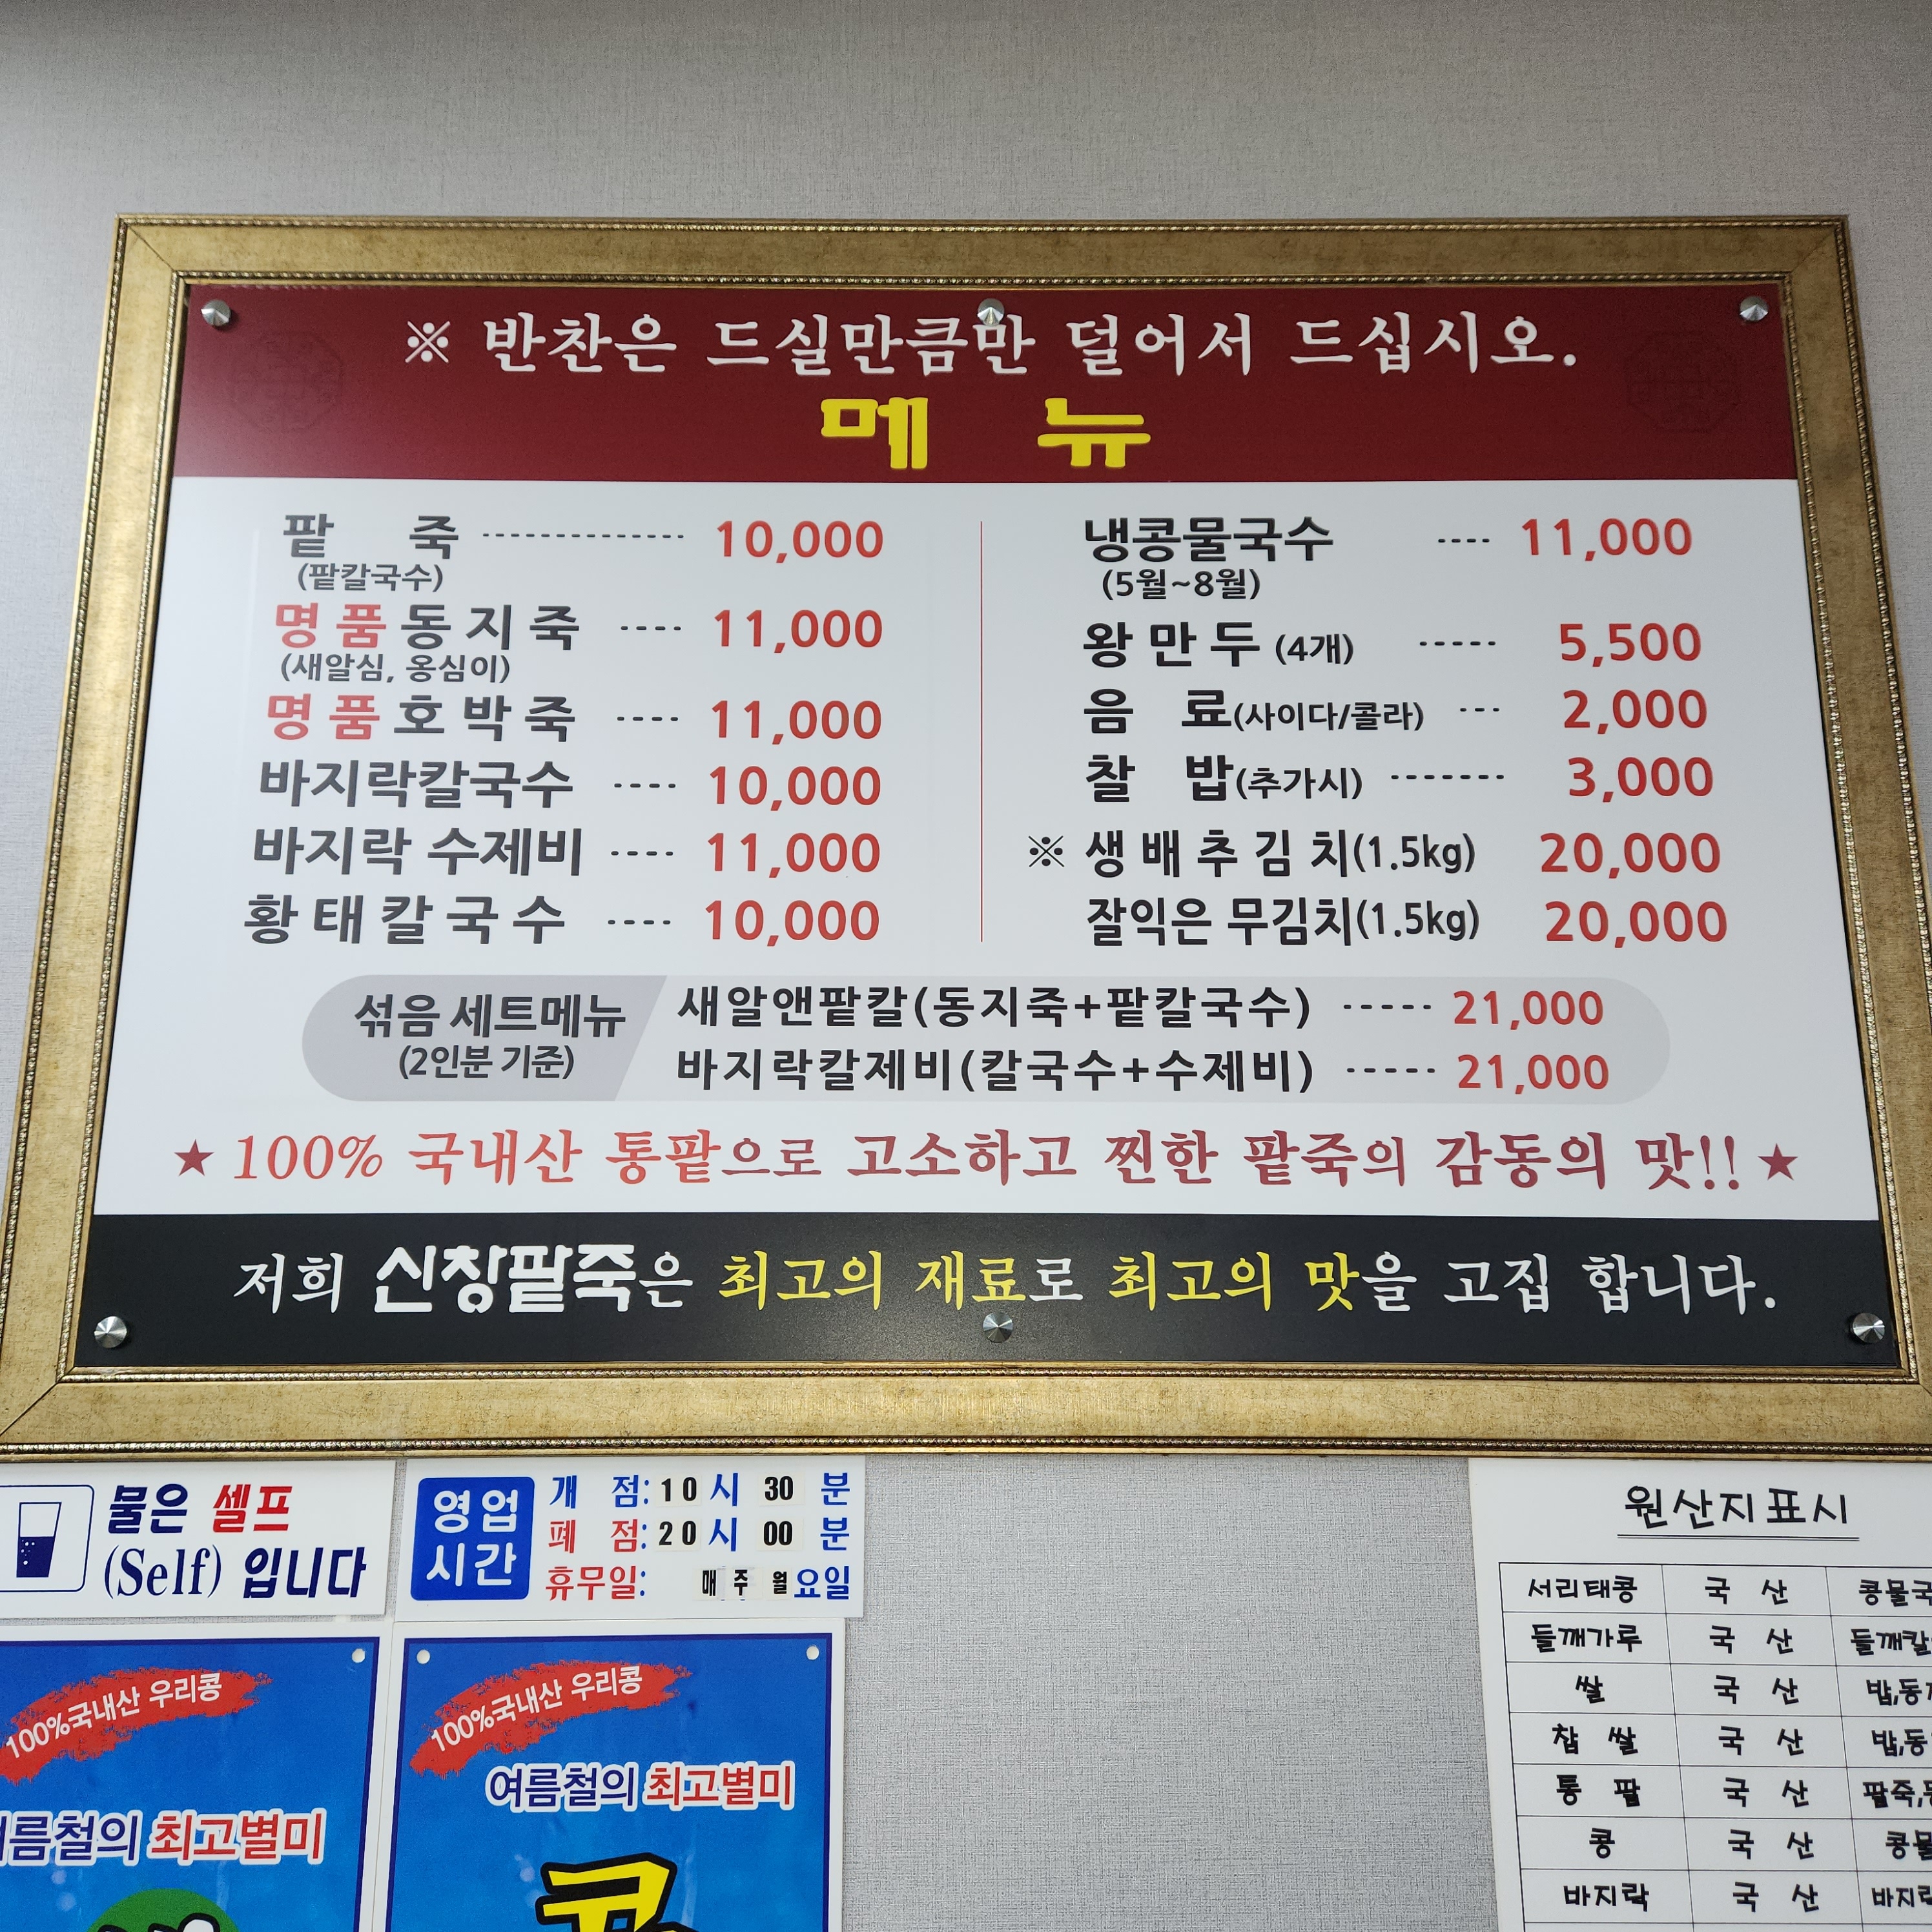 ※ 반찬은 드실만큼만 덜어서 드십시오.
메 뉴
팥 죽 -------------- 10,000
(팥칼국수)
명품동지죽 ---- 11,000
(새알심, 옹심이)
명품호박죽 ---- 11,000
바지락칼국수 ---- 10,000
바지락 수제비 ---- 11,000
황태칼국수 ---- 10,000
냉콩물국수 ---- 11,000
(5월~8월)
왕만두 (4개) ----- 5,500
음 료(사이다/콜라) --- 2,000
찰 밥(추가시) ------- 3,000
※ 생배추김치(1.5kg) 20,000
잘익은 무김치(1.5kg) 20,000
섞음 세트메뉴
(2인분 기준)
새알앤팥칼(동지죽+팥칼국수) ----- 21,000
바지락칼제비(칼국수+수제비) ----- 21,000
★ 100% 국내산 통팥으로 고소하고 찐한 팥죽의 감동의 맛!! ★
저희 신창팥죽은 최고의 재료로 최고의 맛을 고집 합니다.
물은 셀프
(Self) 입니다
영업
시간
개 점: 10 시 30 분
폐 점: 20 시 00 분
휴무일: 매주 월요일
100%국내산 우리콩
여름철의 최고별미
100%국내산 우리콩
여름철의 최고별미
원산지표시
서리태콩 국 산
들깨가루 국 산
쌀 국 산
찹 쌀 국 산
통 팥 국 산 팥죽,
콩 국 산
바지락 국 산